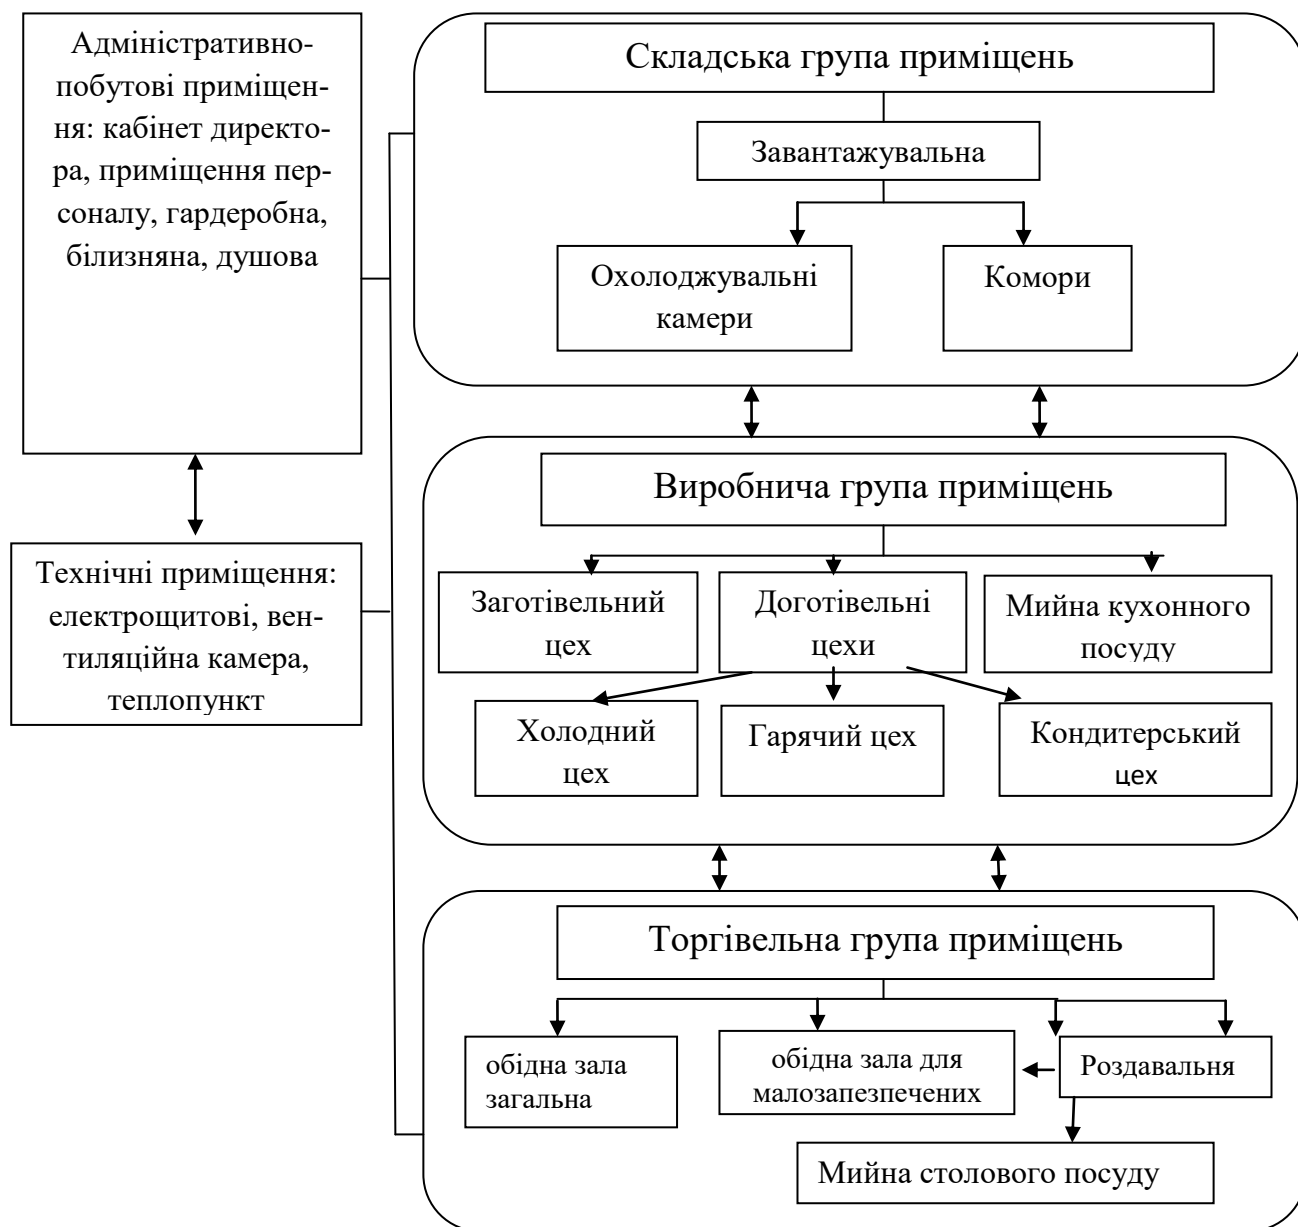 Адміністративно-
побутові приміщен-
ня: кабінет директо-
ра, приміщення пер-
соналу, гардеробна,
білизняна, душова
Технічні приміщення:
електрощитові, вен-
тиляційна камера,
теплопункт
Складська група приміщень
Завантажувальна
Охолоджувальні
камери
Комори
Виробнича група приміщень
Заготівельний
цех
Доготівельні
цехи
Мийна кухонного
посуду
Холодний
цех
Гарячий цех
Кондитерський
цех
Торгівельна група приміщень
обідна зала
загальна
обідна зала для
малозапезпечених
Роздавальня
Мийна столового посуду